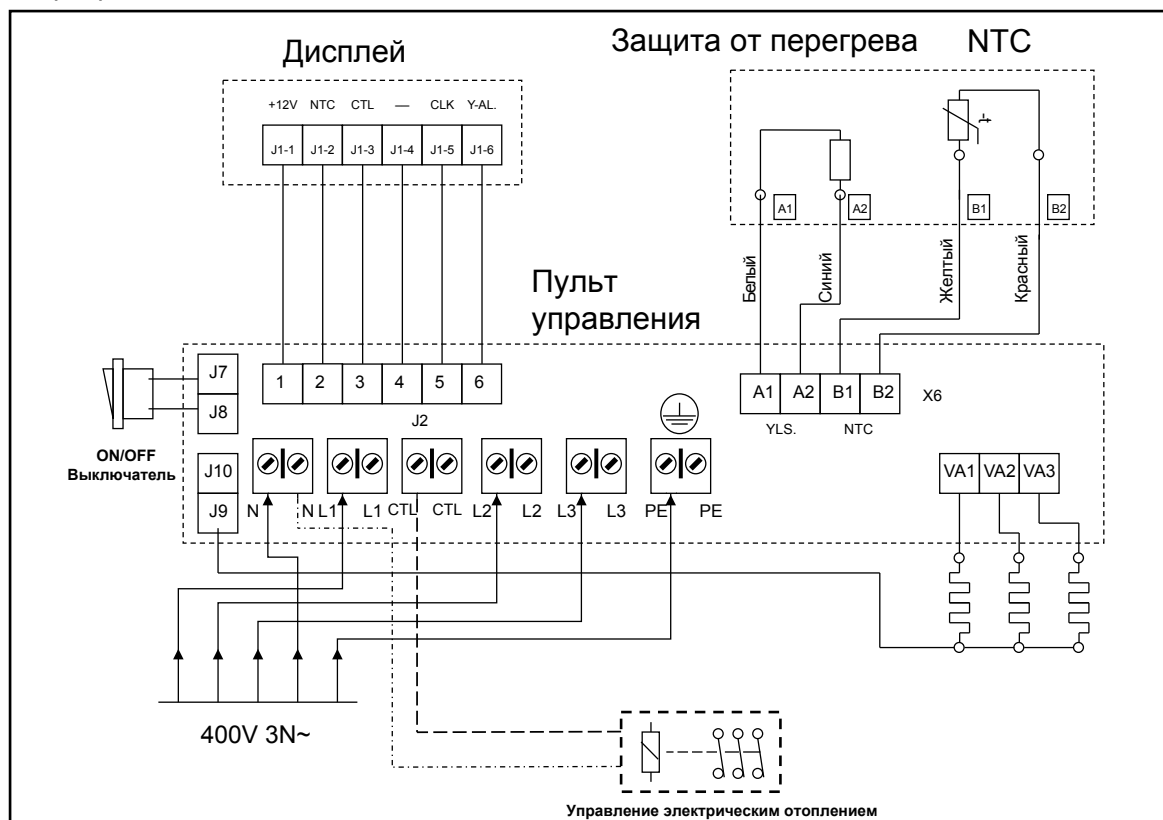 Дисплей
Защита от перегрева NTC
+12V NTC CTL — CLK Y-AL.
J1-1 J1-2 J1-3 J1-4 J1-5 J1-6
-t
A1 A2 B1 B2
Белый
Синий
Желтый
Красный
Пульт
управления
J7
J8
1 2 3 4 5 6
J2
A1 A2 B1 B2
X6
YLS. NTC
ON/OFF
Выключатель
J10
J9
VA1 VA2 VA3
N N L1 L1 CTL CTL L2 L2 L3 L3 PE PE
400V 3N~
Управление электрическим отоплением